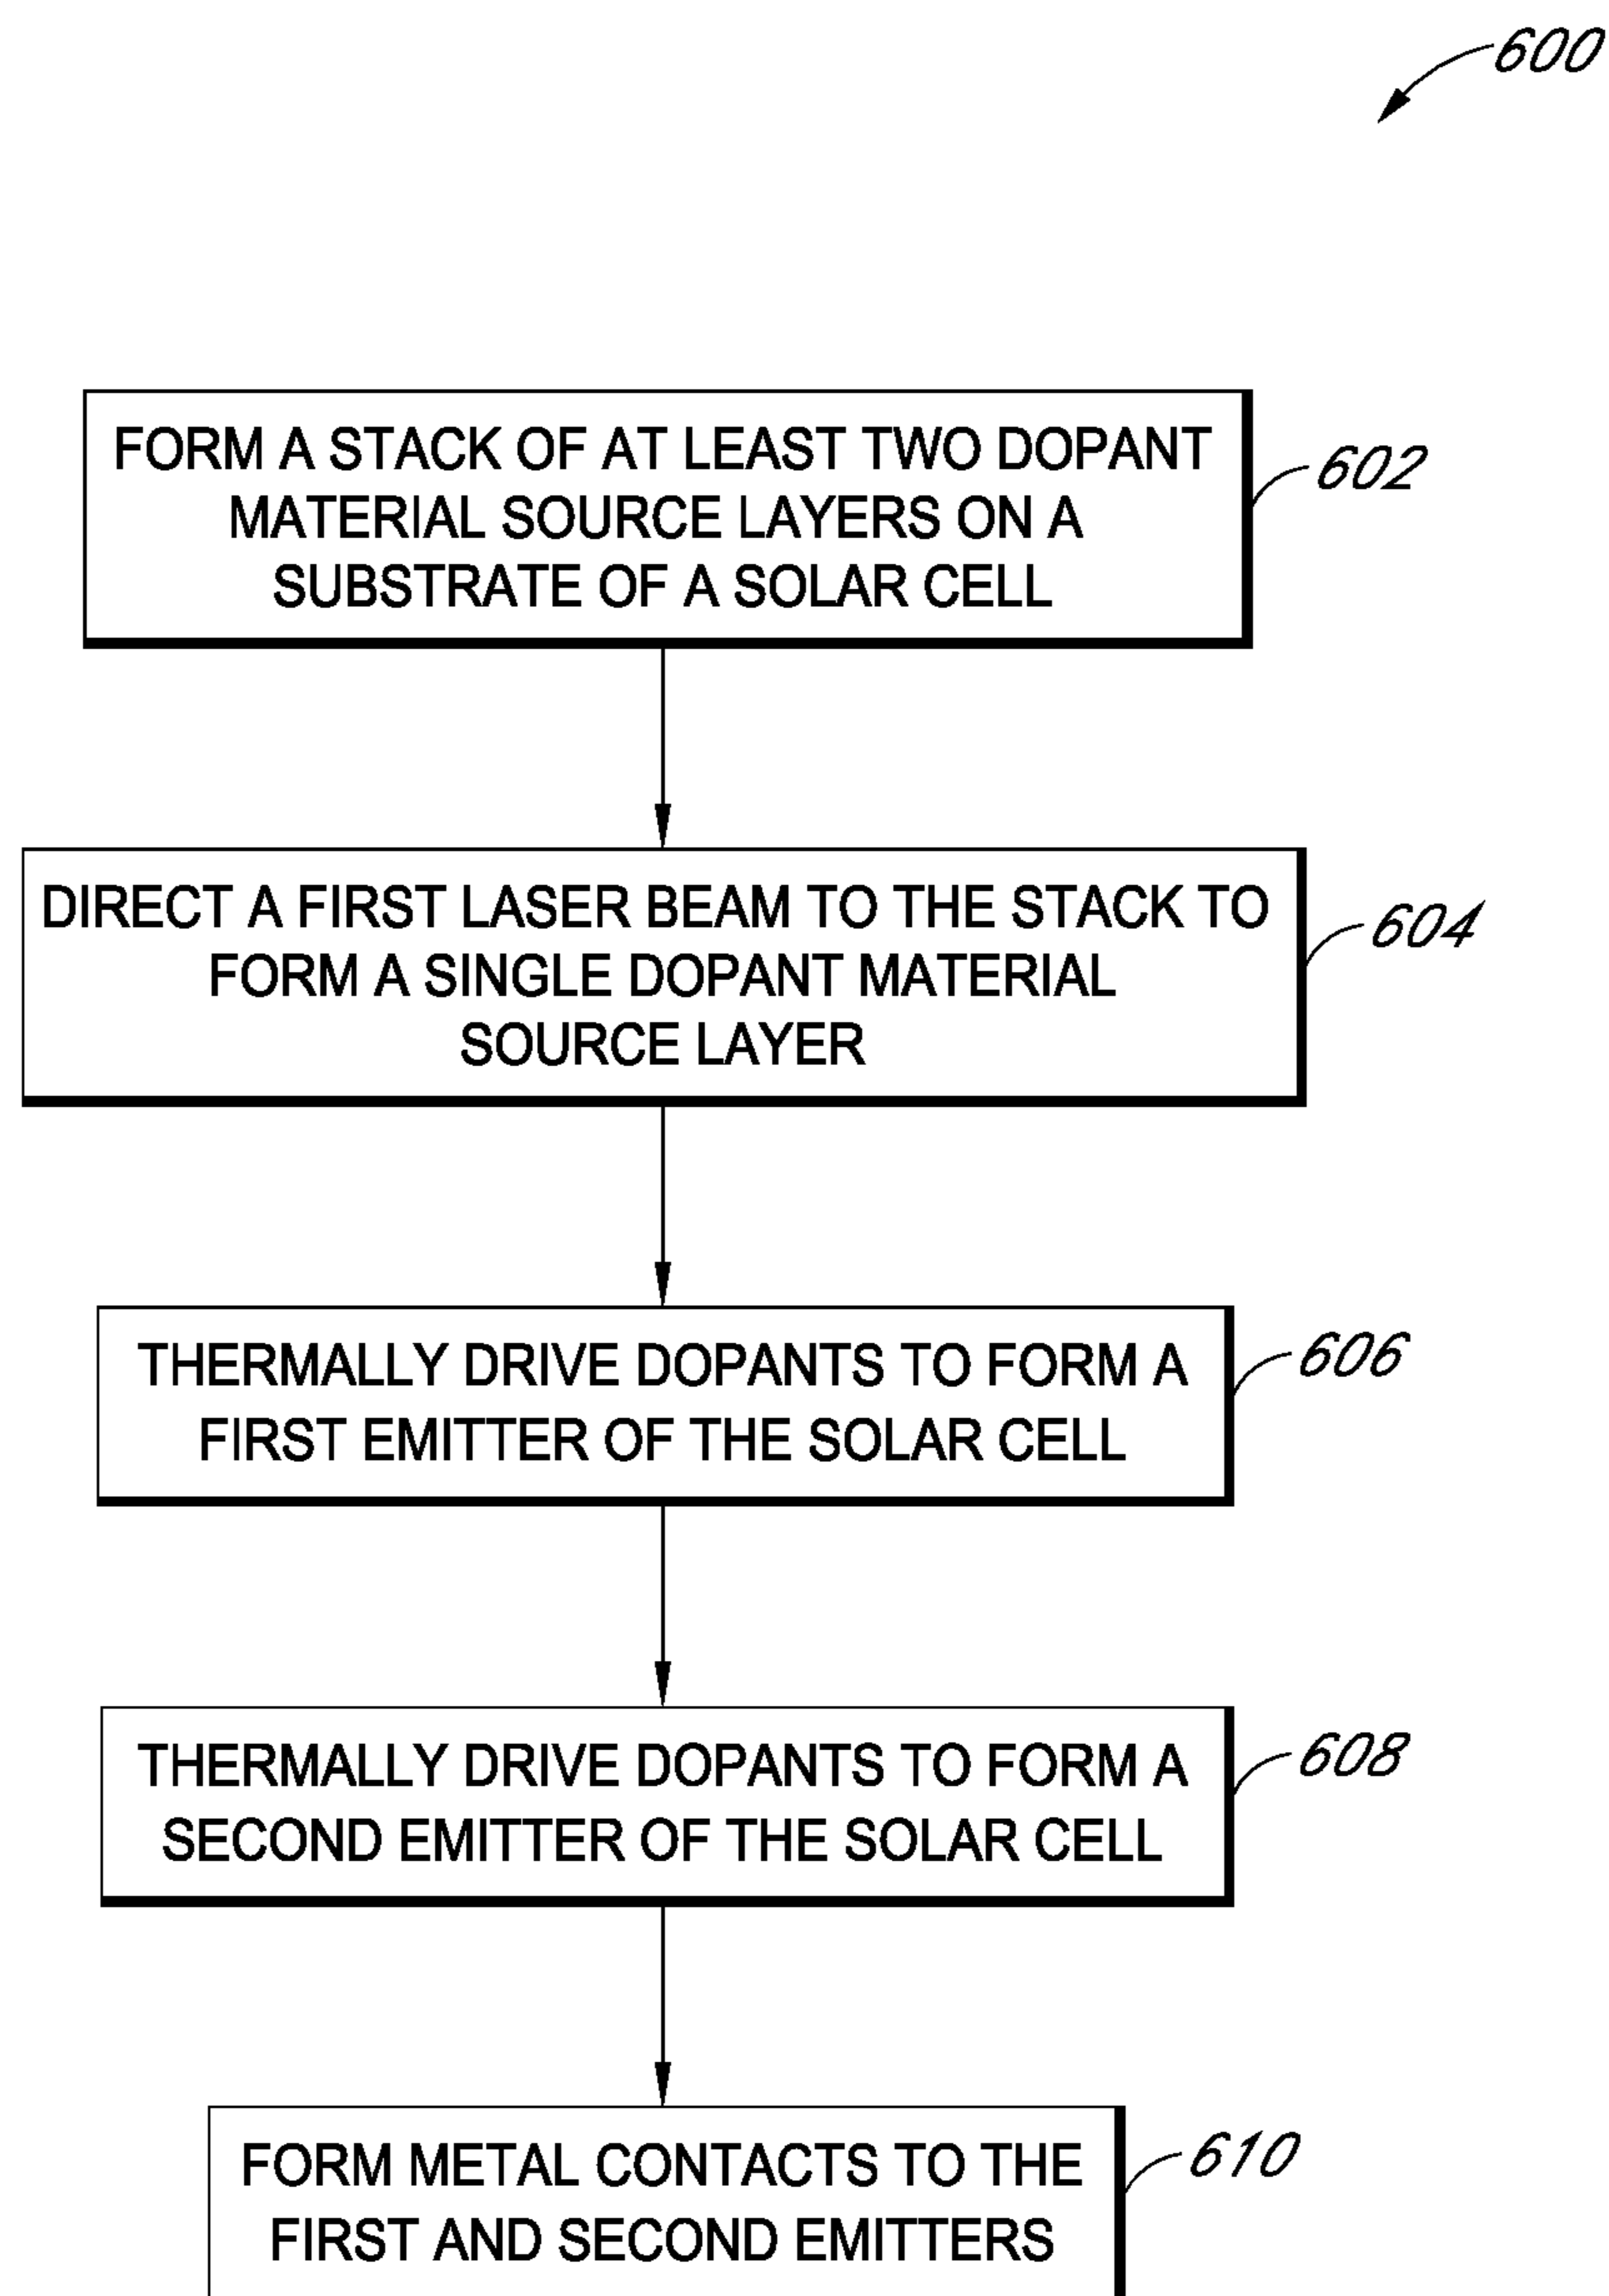 600
FORM A STACK OF AT LEAST TWO DOPANT
MATERIAL SOURCE LAYERS ON A
SUBSTRATE OF A SOLAR CELL
602
DIRECT A FIRST LASER BEAM TO THE STACK TO
FORM A SINGLE DOPANT MATERIAL
SOURCE LAYER
604
THERMALLY DRIVE DOPANTS TO FORM A
FIRST EMITTER OF THE SOLAR CELL
606
THERMALLY DRIVE DOPANTS TO FORM A
SECOND EMITTER OF THE SOLAR CELL
608
FORM METAL CONTACTS TO THE
FIRST AND SECOND EMITTERS
610